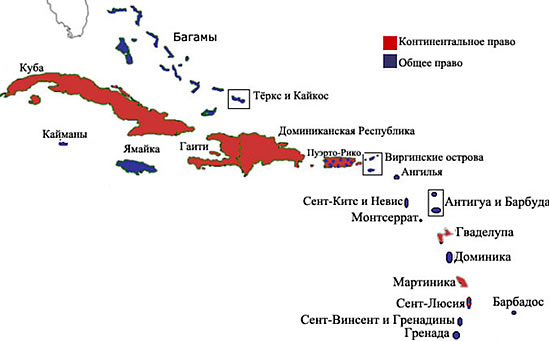 Багамы
Континентальное право
Общее право
Куба
Тёркс и Кайкос
Кайманы
Ямайка
Гаити
Доминиканская Республика
Пуэрто-Рико
Виргинские острова
Ангилья
Сент-Китс и Невис
Антигуа и Барбуда
Монтсеррат
Гваделупа
Доминика
Мартиника
Сент-Люсия
Барбадос
Сент-Винсент и Гренадины
Гренада